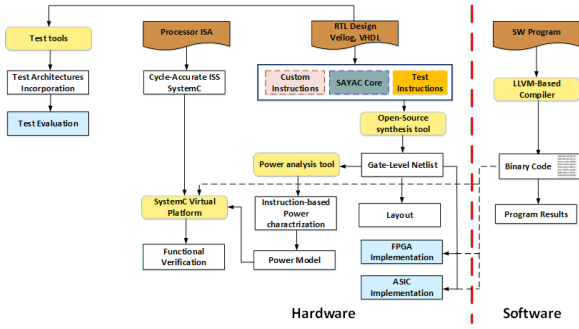 Test tools
Processor ISA
RTL Design
Veilog, VHDL
SW Program
Test Architectures
Incorporation
Cycle-Accurate ISS
SystemC
Custom
Instructions
SAYAC Core
Test
Instructions
LLVM-Based
Compiler
Test Evaluation
Open-Source
synthesis tool
Power analysis tool
Gate-Level Netlist
Binary Code
SystemC Virtual
Platform
Instruction-based
Power
charctrization
Layout
Program Results
Functional
Verification
Power Model
FPGA
Implementation
ASIC
Implementation
Hardware
Software